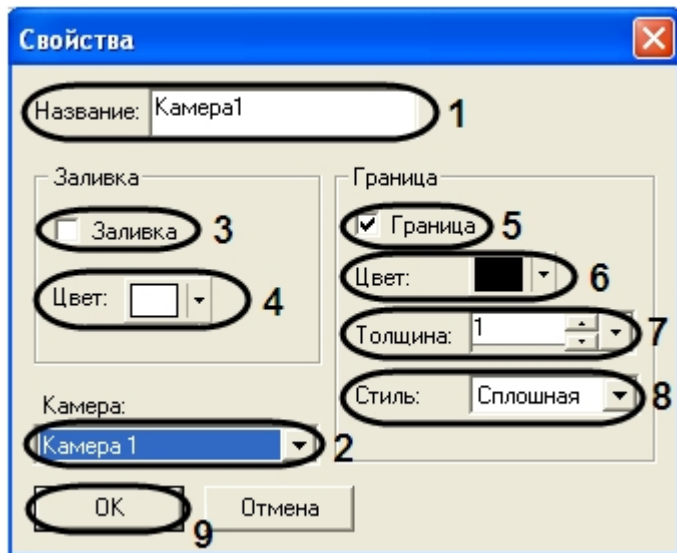 Свойства
Название: Камера1 1
Заливка
Заливка 3
Цвет: 4
Граница
Граница 5
Цвет: 6
Толщина: 1 7
Стиль: Сплошная 8
Камера:
Камера 1 2
OK 9 Отмена